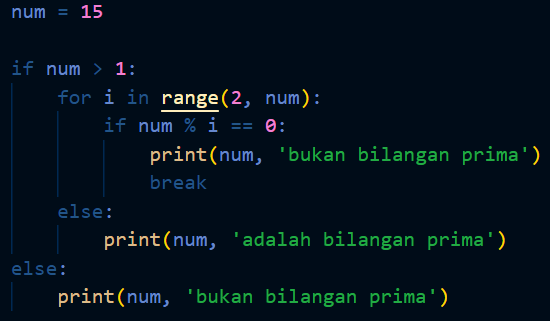 num = 15
if num > 1:
for i in range(2, num):
if num % i == 0:
print(num, 'bukan bilangan prima')
break
else:
print(num, 'adalah bilangan prima')
else:
print(num, 'bukan bilangan prima')